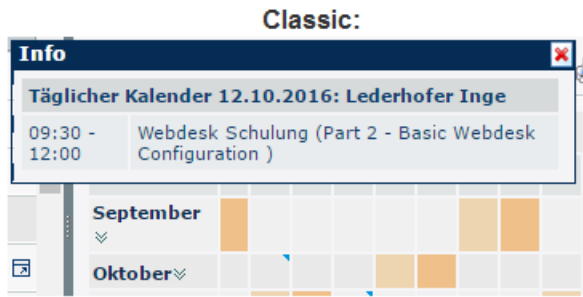 Classic:
Info
Täglicher Kalender 12.10.2016: Lederhofer Inge
09:30 - Webdesk Schulung (Part 2 - Basic Webdesk
12:00 Configuration )
September
Oktober